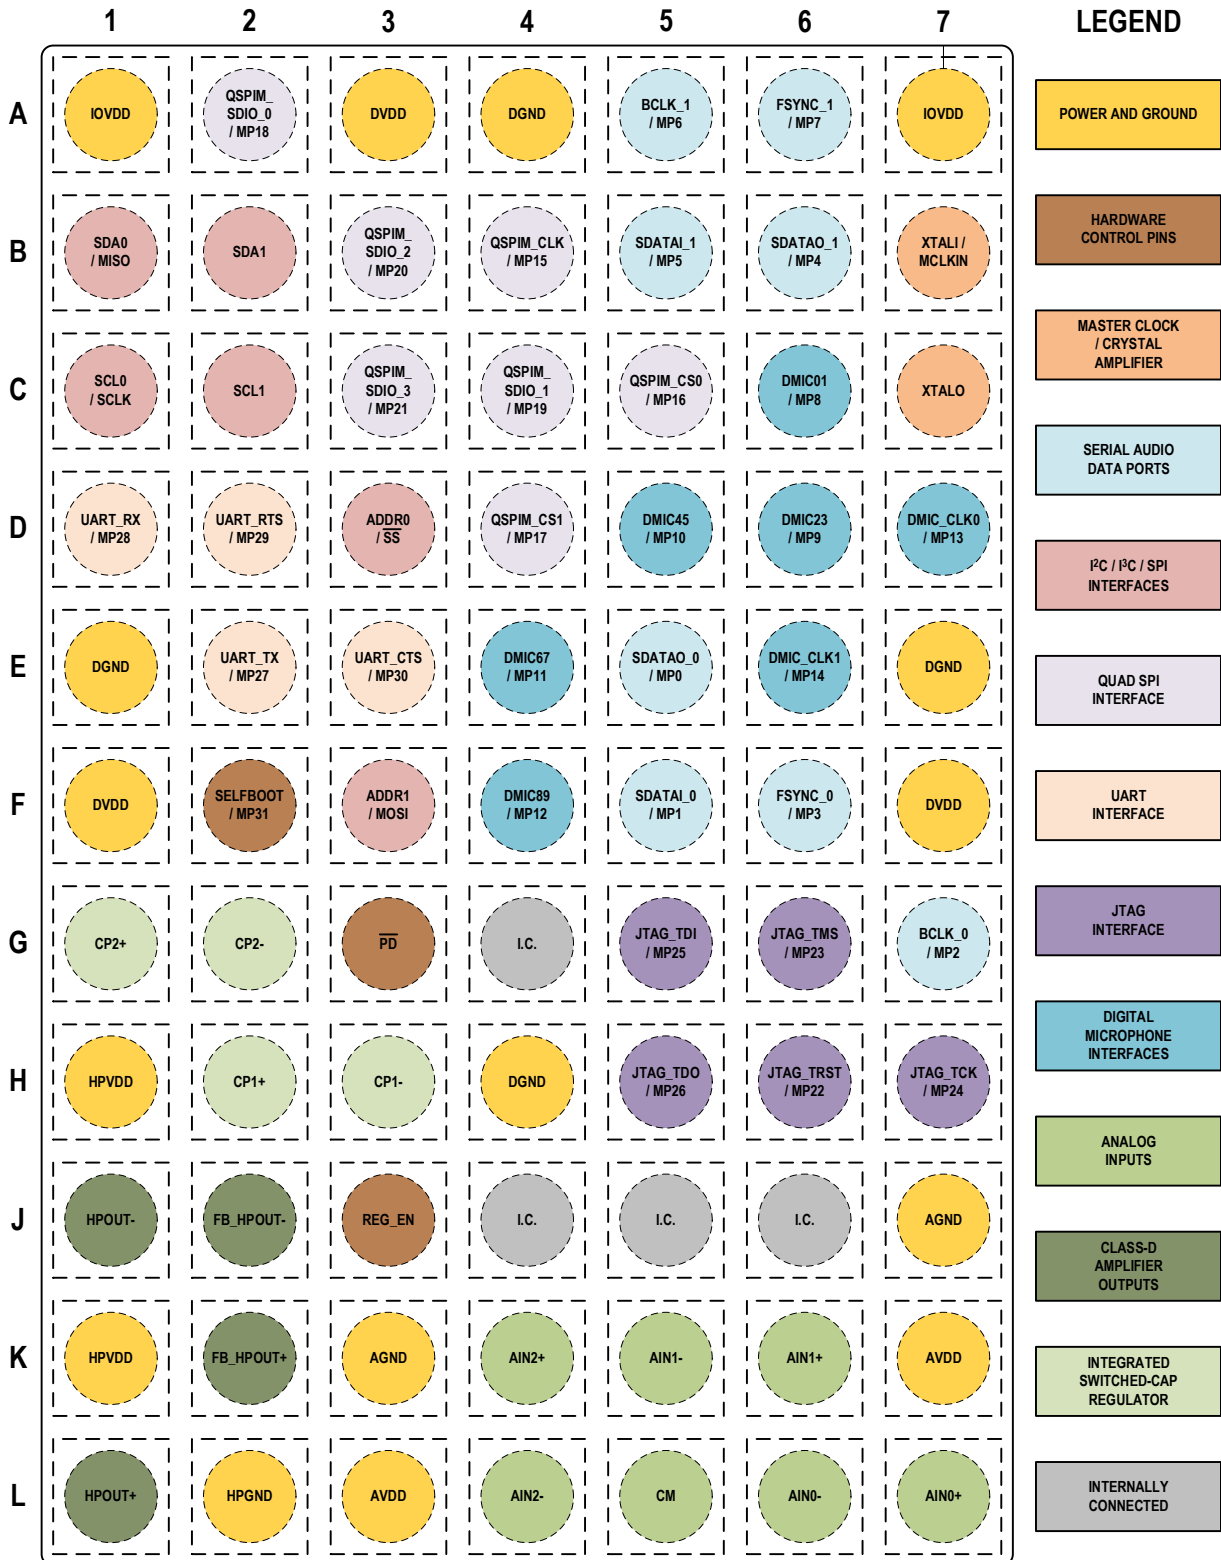 1 2 3 4 5 6 7 LEGEND
A
IOVDD
QSPIM_
SDIO_0
/ MP18
DVDD
DGND
BCLK_1
/ MP6
FSYNC_1
/ MP7
IOVDD
POWER AND GROUND
B
SDA0
/ MISO
SDA1
QSPIM_
SDIO_2
/ MP20
QSPIM_CLK
/ MP15
SDATAI_1
/ MP5
SDATAO_1
/ MP4
XTALI /
MCLKIN
HARDWARE
CONTROL PINS
C
SCL0
/ SCLK
SCL1
QSPIM_
SDIO_3
/ MP21
QSPIM_
SDIO_1
/ MP19
QSPIM_CS0
/ MP16
DMIC01
/ MP8
XTALO
MASTER CLOCK
/ CRYSTAL
AMPLIFIER
SERIAL AUDIO
DATA PORTS
D
UART_RX
/ MP28
UART_RTS
/ MP29
ADDR0
/ S̅S̅
QSPIM_CS1
/ MP17
DMIC45
/ MP10
DMIC23
/ MP9
DMIC_CLK0
/ MP13
I²C / I³C / SPI
INTERFACES
E
DGND
UART_TX
/ MP27
UART_CTS
/ MP30
DMIC67
/ MP11
SDATAO_0
/ MP0
DMIC_CLK1
/ MP14
DGND
QUAD SPI
INTERFACE
F
DVDD
SELFBOOT
/ MP31
ADDR1
/ MOSI
DMIC89
/ MP12
SDATAI_0
/ MP1
FSYNC_0
/ MP3
DVDD
UART
INTERFACE
G
CP2+
CP2-
P̅D̅
I.C.
JTAG_TDI
/ MP25
JTAG_TMS
/ MP23
BCLK_0
/ MP2
JTAG
INTERFACE
H
HPVDD
CP1+
CP1-
DGND
JTAG_TDO
/ MP26
JTAG_TRST
/ MP22
JTAG_TCK
/ MP24
DIGITAL
MICROPHONE
INTERFACES
ANALOG
INPUTS
J
HPOUT-
FB_HPOUT-
REG_EN
I.C.
I.C.
I.C.
AGND
CLASS-D
AMPLIFIER
OUTPUTS
K
HPVDD
FB_HPOUT+
AGND
AIN2+
AIN1-
AIN1+
AVDD
INTEGRATED
SWITCHED-CAP
REGULATOR
L
HPOUT+
HPGND
AVDD
AIN2-
CM
AIN0-
AIN0+
INTERNALLY
CONNECTED